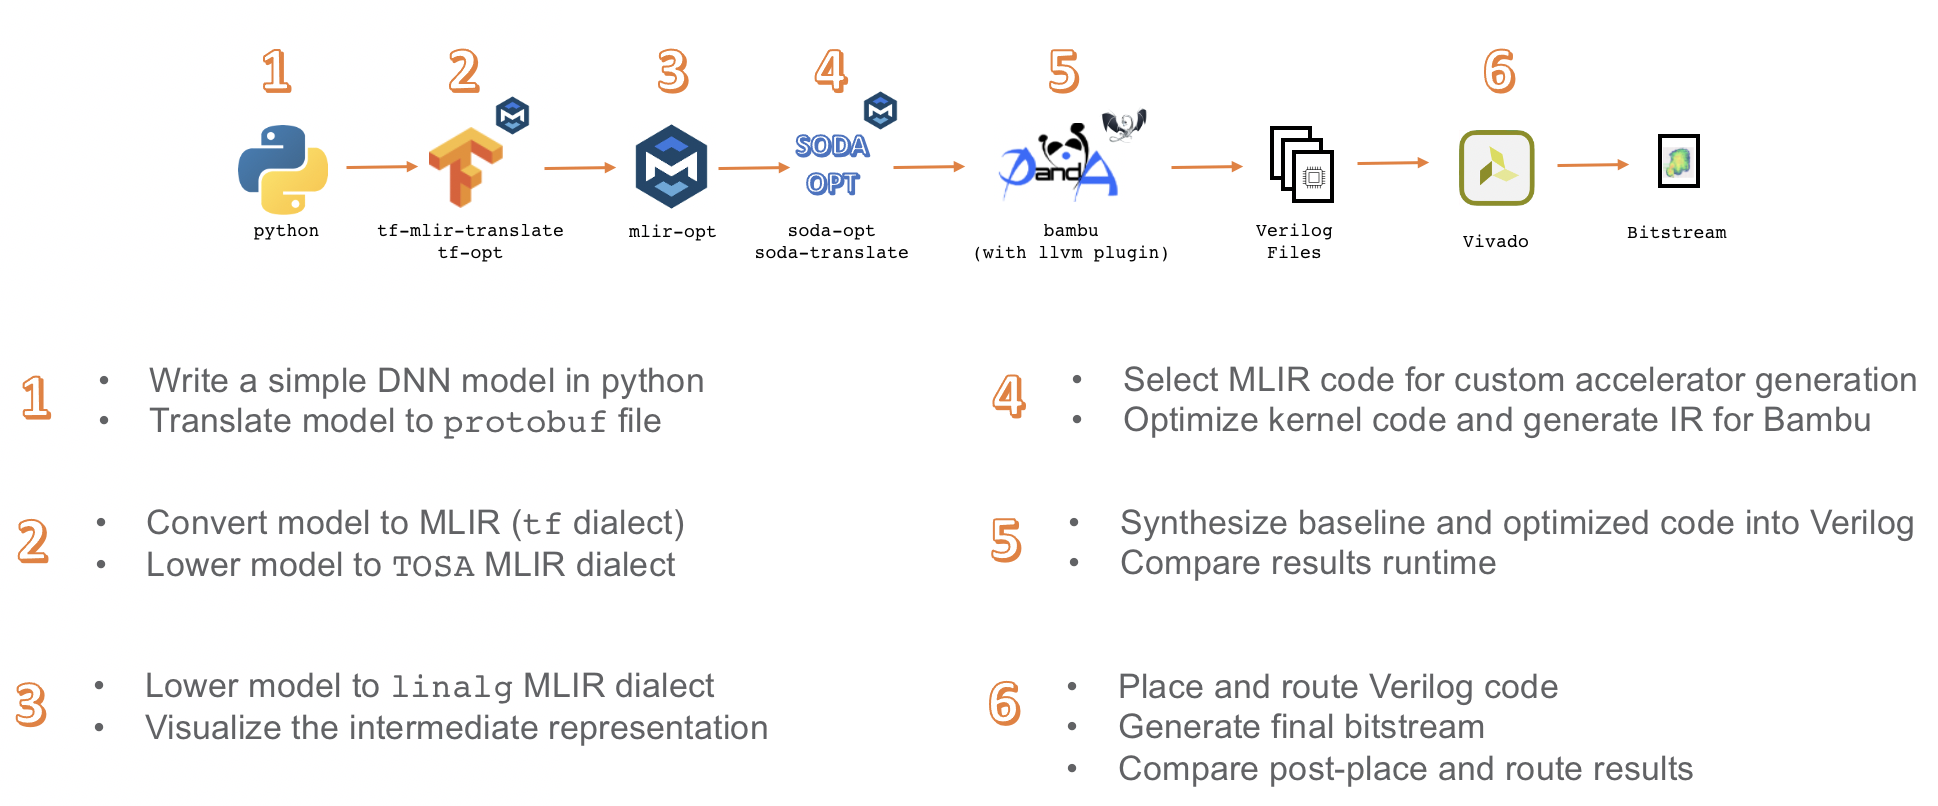 1 2 3 4 5 6
SODA
OPT
PandA
python
tf-mlir-translate
tf-opt
mlir-opt
soda-opt
soda-translate
bambu
(with llvm plugin)
Verilog
Files
Vivado
Bitstream
1
• Write a simple DNN model in python
• Translate model to protobuf file
2
• Convert model to MLIR (tf dialect)
• Lower model to TOSA MLIR dialect
3
• Lower model to linalg MLIR dialect
• Visualize the intermediate representation
4
• Select MLIR code for custom accelerator generation
• Optimize kernel code and generate IR for Bambu
5
• Synthesize baseline and optimized code into Verilog
• Compare results runtime
6
• Place and route Verilog code
• Generate final bitstream
• Compare post-place and route results